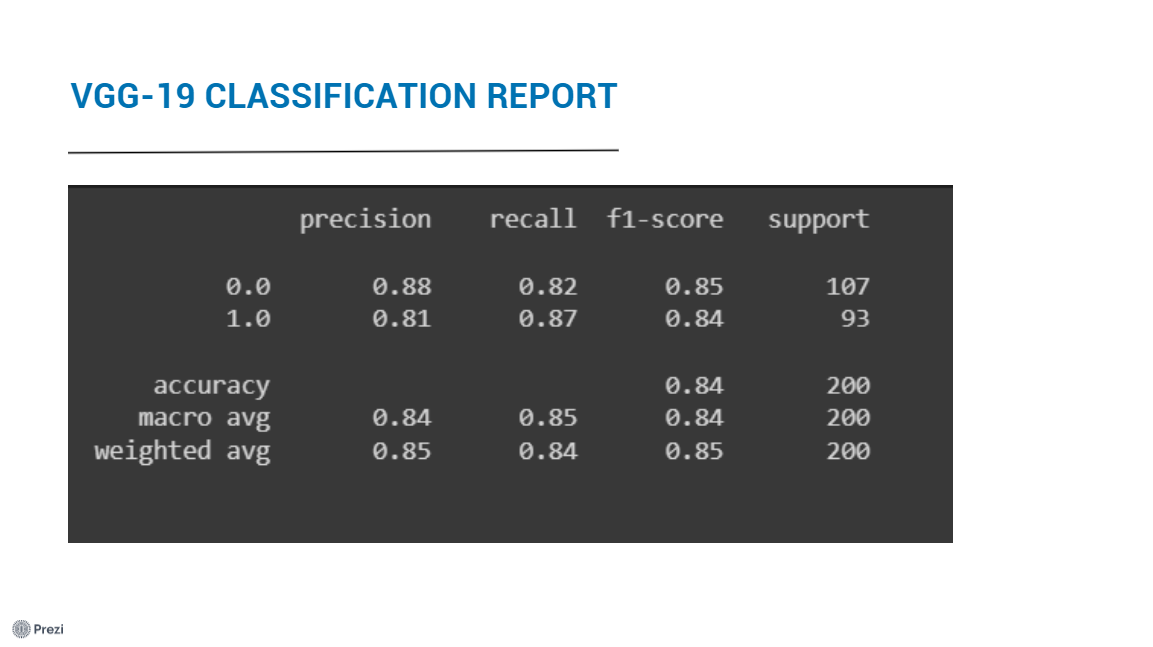 VGG-19 CLASSIFICATION REPORT
precision recall f1-score support
0.0 0.88 0.82 0.85 107
1.0 0.81 0.87 0.84 93
accuracy 0.84 200
macro avg 0.84 0.85 0.84 200
weighted avg 0.85 0.84 0.85 200
Prezi